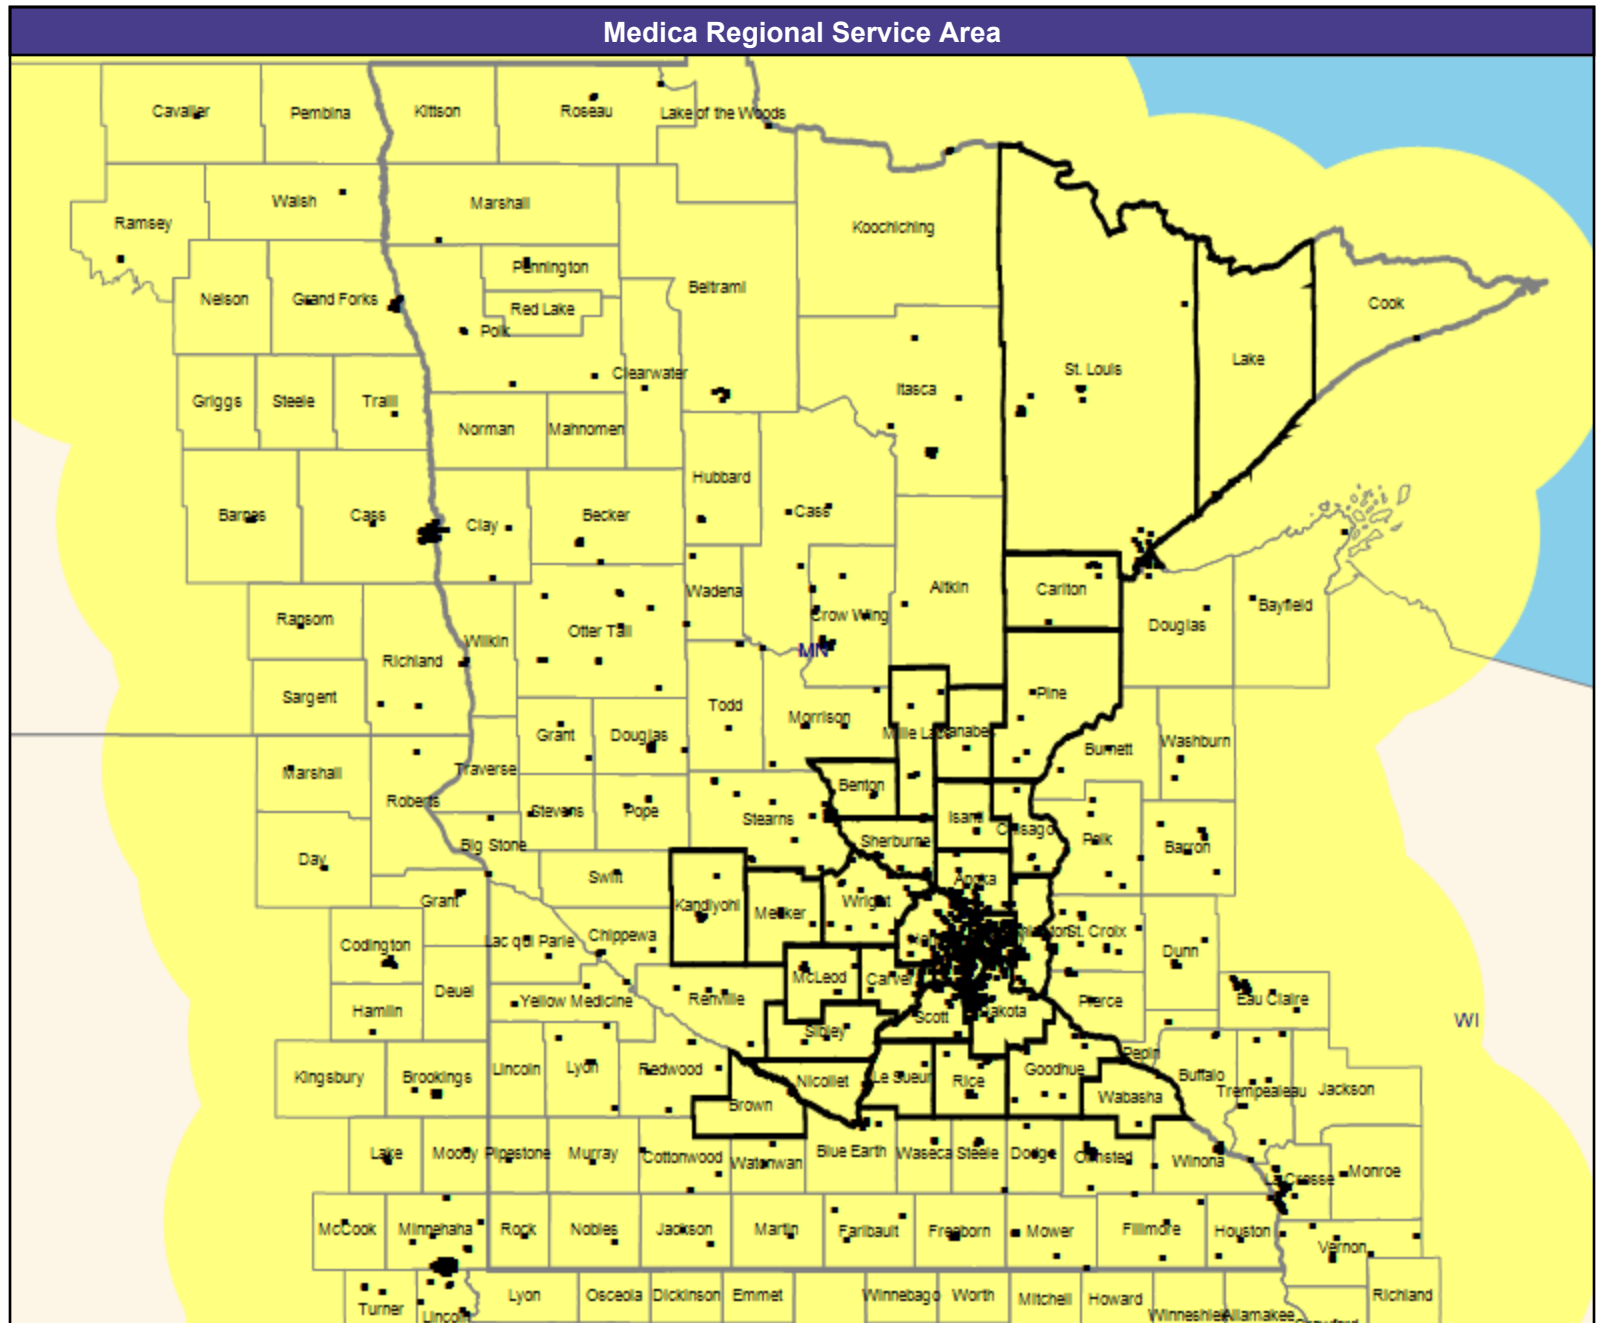 Medica Regional Service Area
Cavalier
Pembina
Kittson
Roseau
Lake of the Woods
Walsh
Marshall
Ramsey
Koochiching
Pennington
Beltrami
Nelson
Grand Forks
Red Lake
Cook
Polk
Lake
St. Louis
Clearwater
Itasca
Griggs
Steele
Traill
Norman
Mahnomen
Hubbard
Barnes
Cass
Clay
Becker
Cass
Wadena
Aitkin
Carlton
Bayfield
Ransom
Crow Wing
Douglas
Otter Tail
Wilkin
MN
Richland
Sargent
Pine
Todd
Morrison
Grant
Douglas
Mille Lacs
Kanabec
Burnett
Washburn
Traverse
Marshall
Benton
Roberts
Stevens
Pope
Stearns
Isanti
Chisago
Polk
Sherburne
Barron
Big Stone
Day
Swift
Anoka
Grant
Kandiyohi
Meeker
Wright
Codington
Lac qui Parle
Chippewa
St. Croix
Dunn
McLeod
Carver
Deuel
Yellow Medicine
Renville
Pierce
Eau Claire
Hamlin
Scott
Dakota
WI
Sibley
Pepin
Kingsbury
Brookings
Lincoln
Lyon
Redwood
Nicollet
Le Sueur
Rice
Goodhue
Buffalo
Trempealeau
Jackson
Brown
Wabasha
Lake
Moody
Pipestone
Murray
Cottonwood
Watonwan
Blue Earth
Waseca
Steele
Dodge
Olmsted
Winona
La Crosse
Monroe
McCook
Minnehaha
Rock
Nobles
Jackson
Martin
Faribault
Freeborn
Mower
Fillmore
Houston
Vernon
Lyon
Osceola
Dickinson
Emmet
Winnebago
Worth
Mitchell
Howard
Richland
Turner
Lincoln
Winneshiek
Allamakee
Crawford